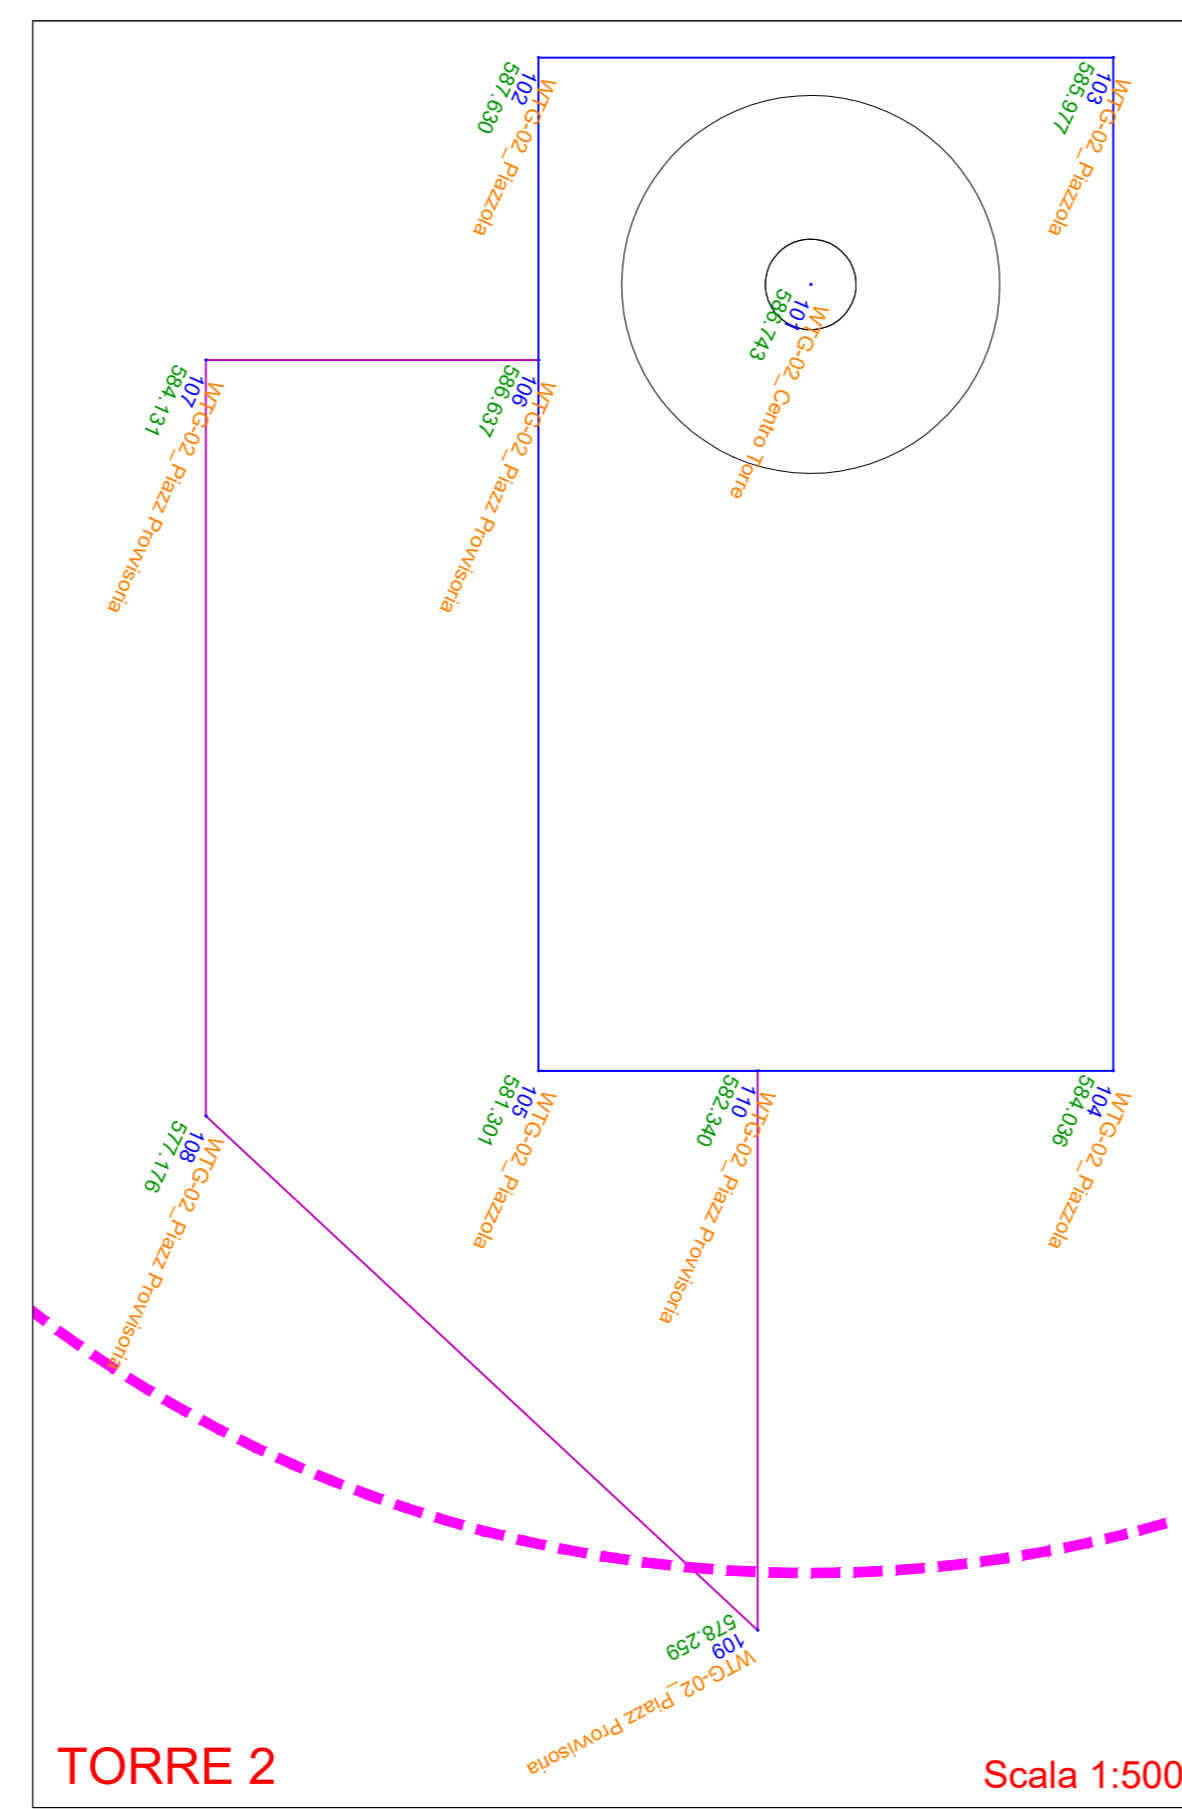 587.630
102
WTG-02_Piazzola
585.977
103
WTG-02_Piazzola
586.743
101
WTG-02_Centro Torre
584.131
107
WTG-02_Piazz Provvisoria
586.637
106
WTG-02_Piazz Provvisoria
581.301
105
WTG-02_Piazzola
582.340
110
WTG-02_Piazz Provvisoria
584.036
104
WTG-02_Piazzola
577.176
108
WTG-02_Piazz Provvisoria
578.259
109
WTG-02_Piazz Provvisoria
TORRE 2
Scala 1:500